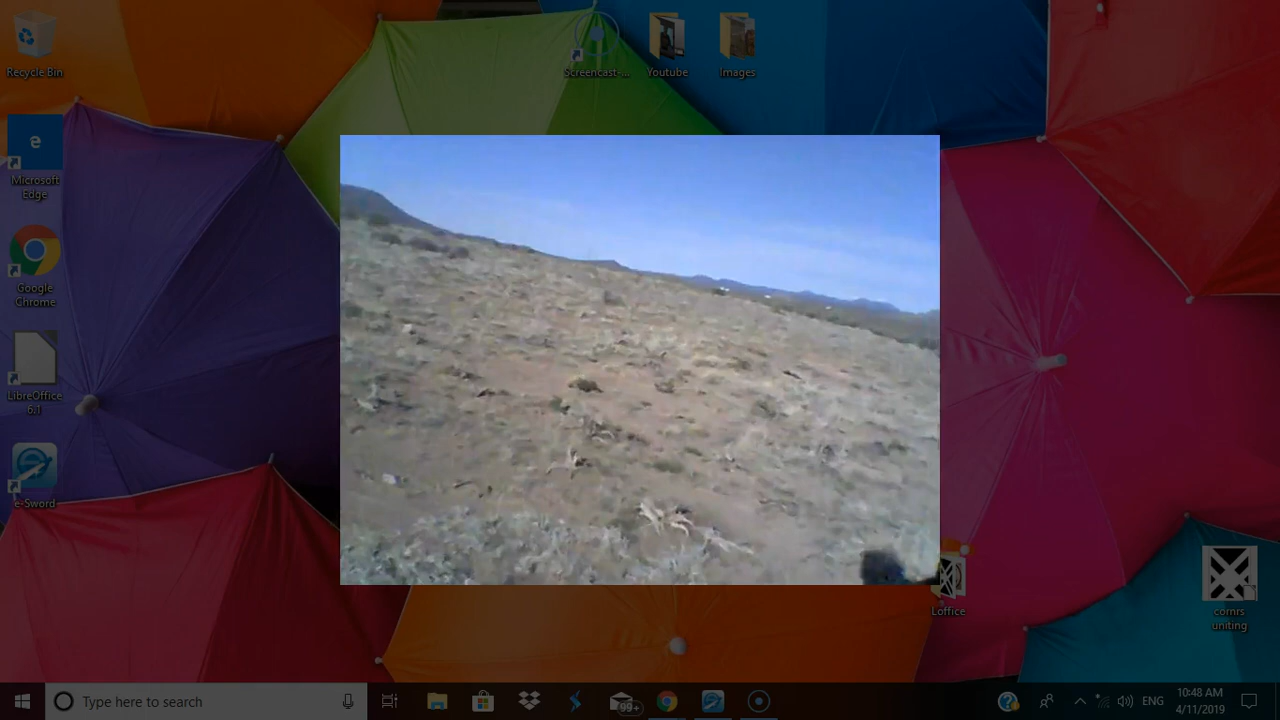 Recycle Bin
Screencast-...
Youtube
Images
Microsoft
Edge
Google
Chrome
LibreOffice
6.1
e-Sword
Loffice
cornrs
uniting
Type here to search
99+
ENG
10:48 AM
4/11/2019